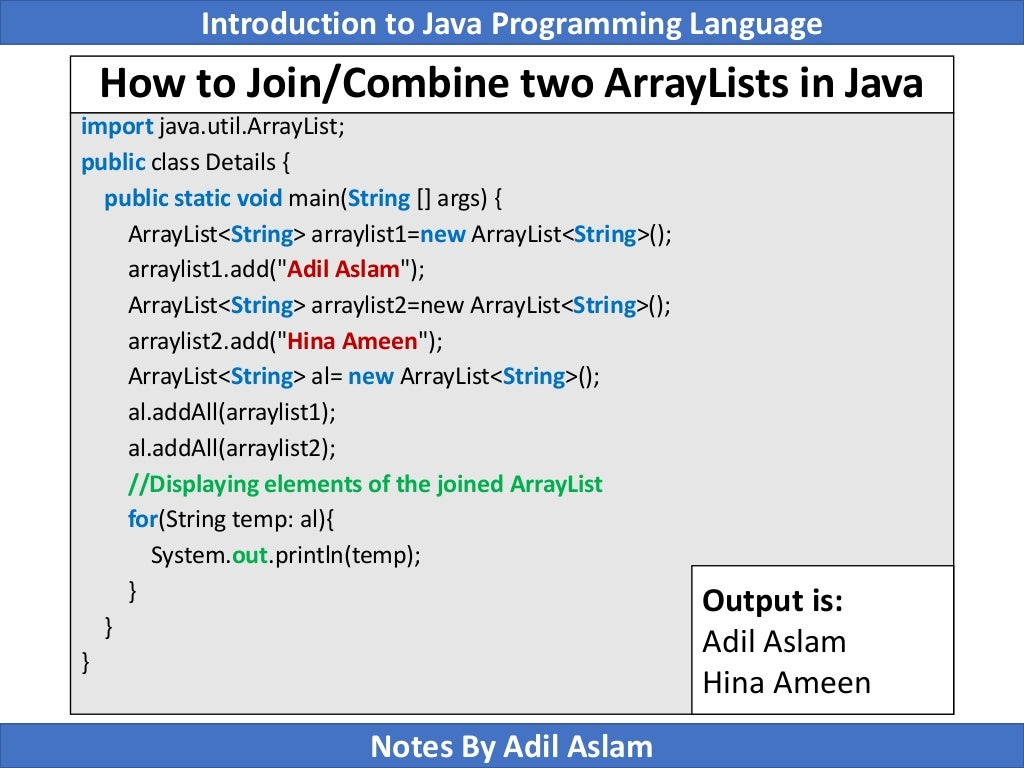 Introduction to Java Programming Language
How to Join/Combine two ArrayLists in Java
import java.util.ArrayList;
public class Details {
public static void main(String [] args) {
ArrayList<String> arraylist1=new ArrayList<String>();
arraylist1.add("Adil Aslam");
ArrayList<String> arraylist2=new ArrayList<String>();
arraylist2.add("Hina Ameen");
ArrayList<String> al= new ArrayList<String>();
al.addAll(arraylist1);
al.addAll(arraylist2);
//Displaying elements of the joined ArrayList
for(String temp: al){
System.out.println(temp);
}
}
}
Output is:
Adil Aslam
Hina Ameen
Notes By Adil Aslam